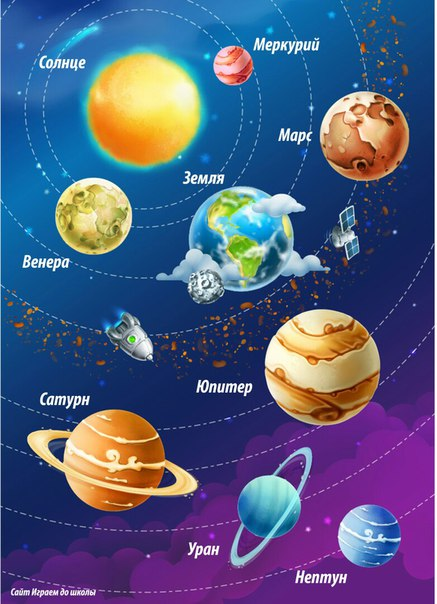 Меркурий
Солнце
Марс
Земля
Венера
Юпитер
Сатурн
Уран
Нептун
Сайт Играем до школы